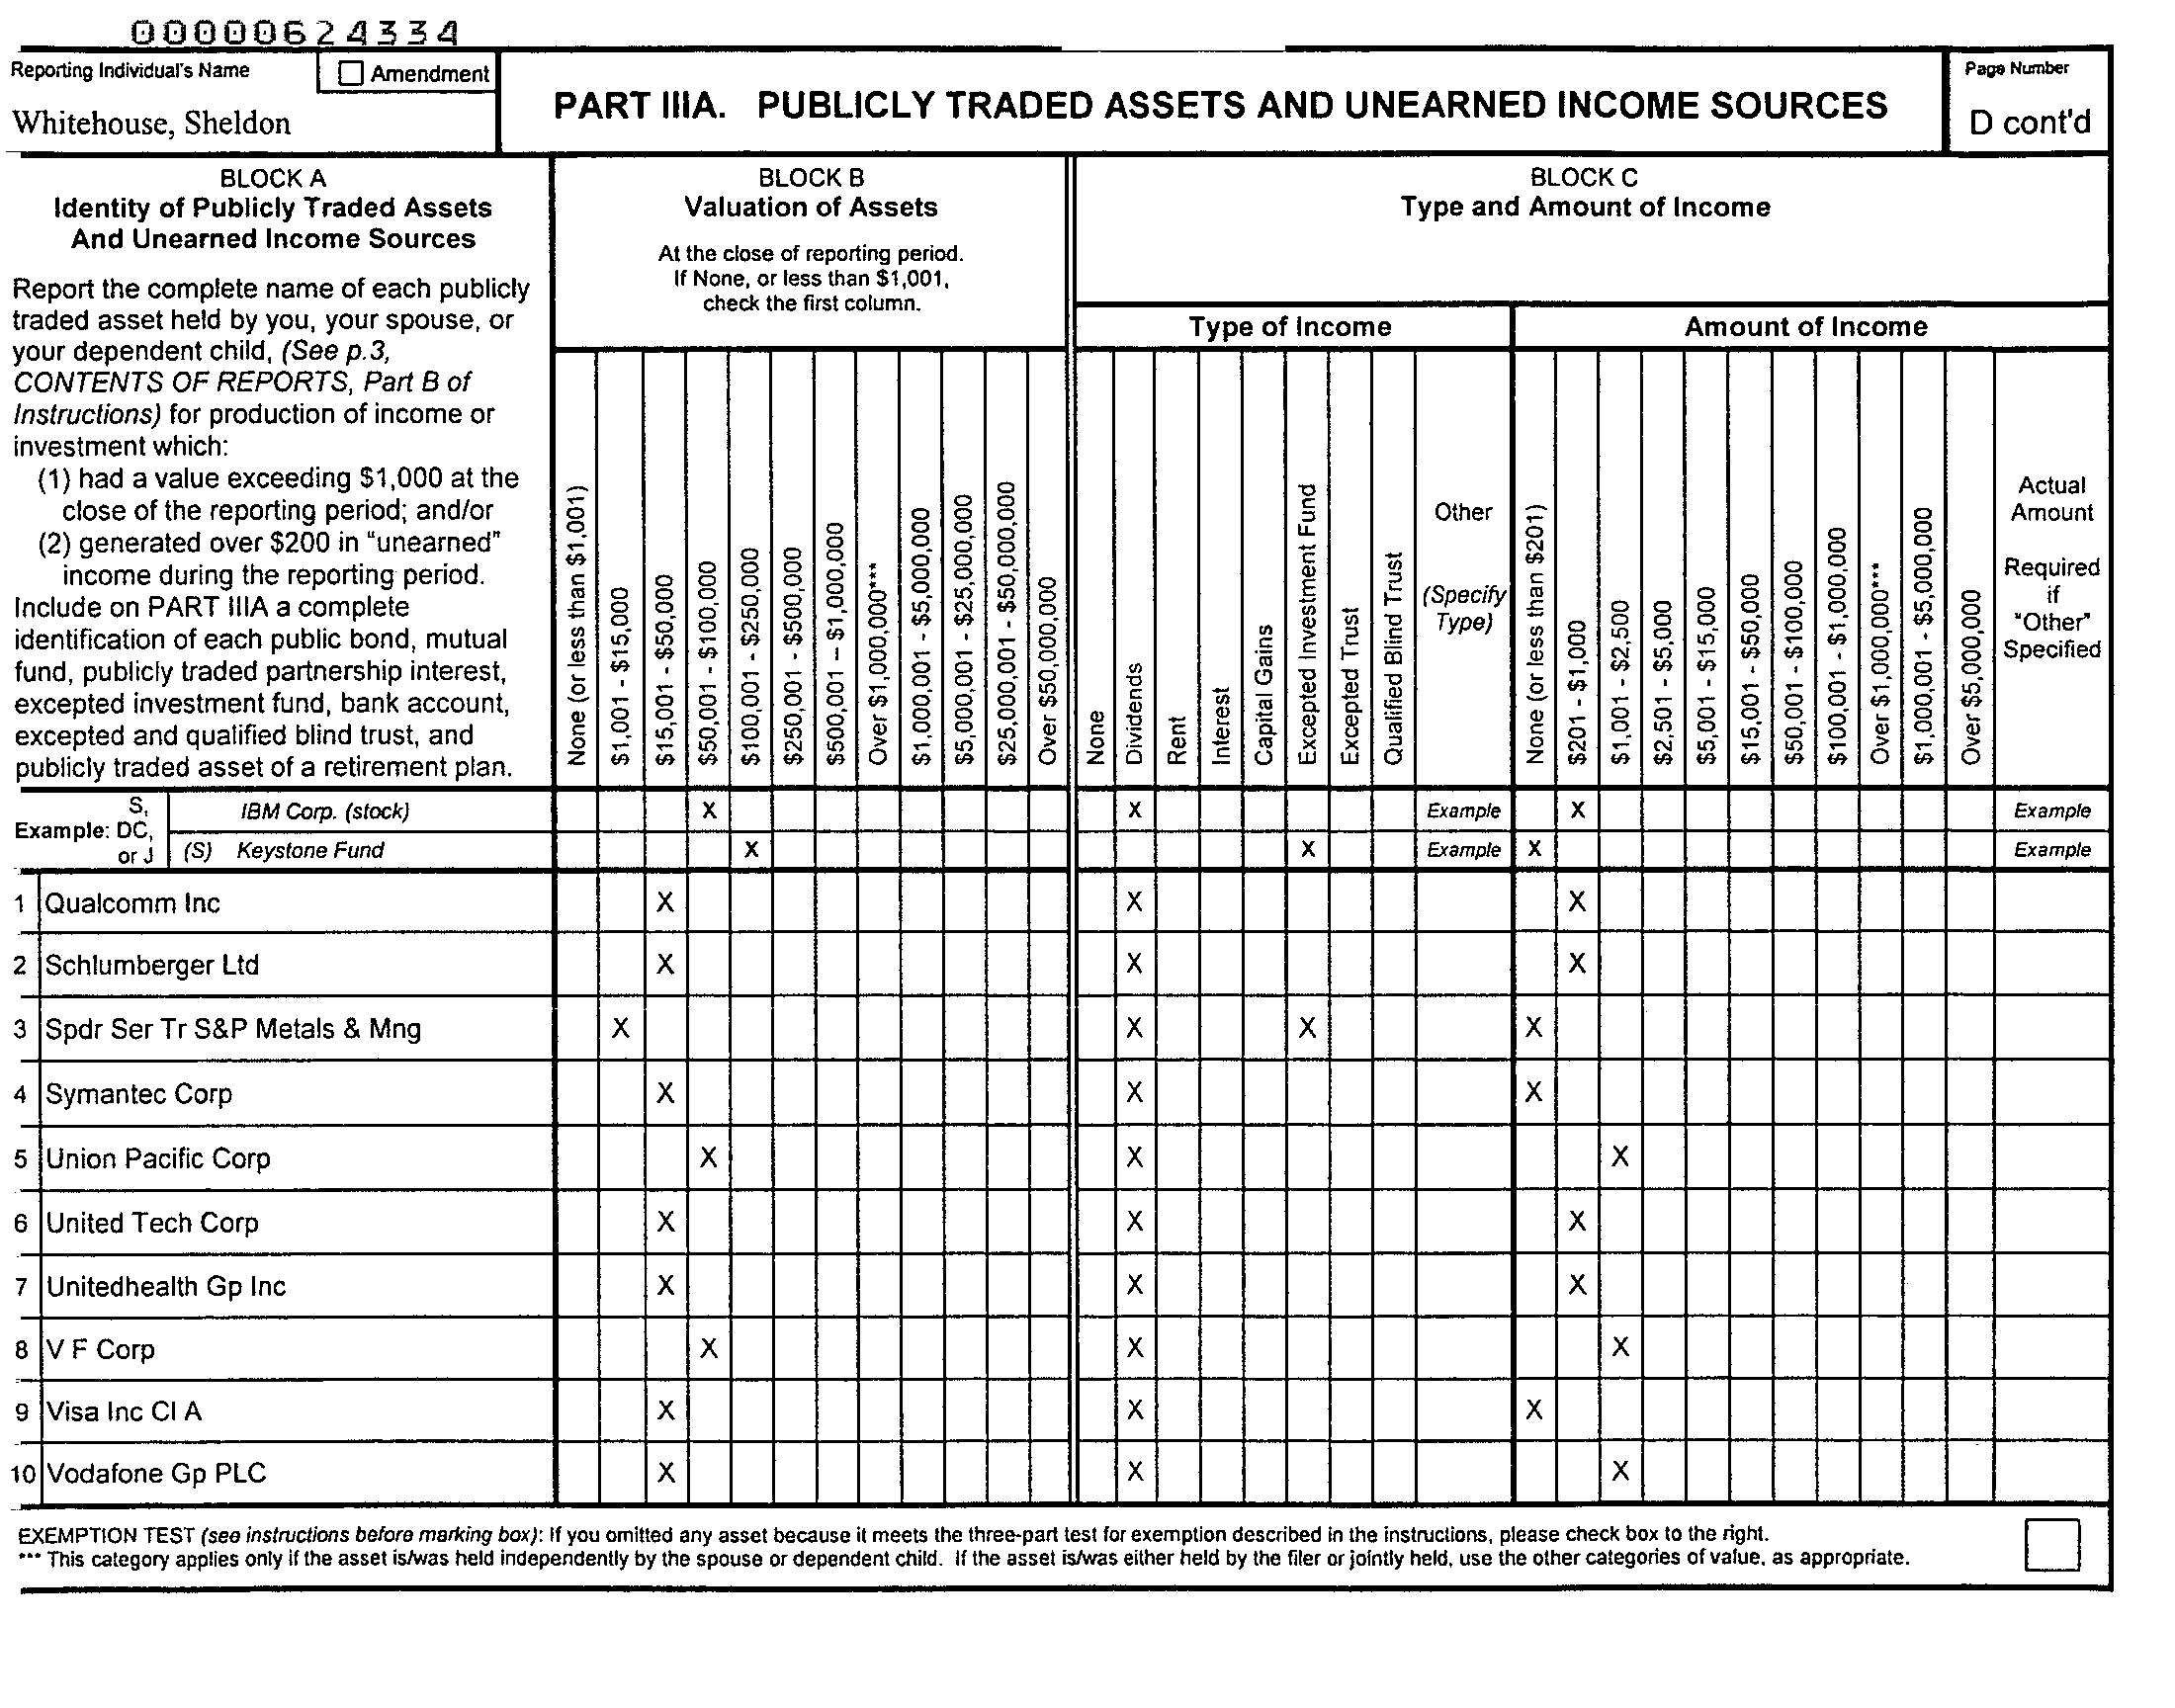 00000624334
Reporting Individual's Name
Amendment
Whitehouse, Sheldon
PART IIIA. PUBLICLY TRADED ASSETS AND UNEARNED INCOME SOURCES
Page Number
D cont'd
BLOCK A
Identity of Publicly Traded Assets
And Unearned Income Sources
Report the complete name of each publicly
traded asset held by you, your spouse, or
your dependent child, (See p.3,
CONTENTS OF REPORTS, Part B of
Instructions) for production of income or
investment which:
(1) had a value exceeding $1,000 at the
close of the reporting period; and/or
(2) generated over $200 in "unearned"
income during the reporting period.
Include on PART IIIA a complete
identification of each public bond, mutual
fund, publicly traded partnership interest,
excepted investment fund, bank account,
excepted and qualified blind trust, and
publicly traded asset of a retirement plan.
BLOCK B
Valuation of Assets
At the close of reporting period.
If None, or less than $1,001,
check the first column.
None (or less than $1,001)
$1,001 - $15,000
$15,001 - $50,000
$50,001 - $100,000
$100,001 - $250,000
$250,001 - $500,000
$500,001 – $1,000,000
Over $1,000,000***
$1,000,001 - $5,000,000
$5,000,001 - $25,000,000
$25,000,001 - $50,000,000
Over $50,000,000
BLOCK C
Type and Amount of Income
Type of Income
None
Dividends
Rent
Interest
Capital Gains
Excepted Investment Fund
Excepted Trust
Qualified Blind Trust
Other
(Specify
Type)
Amount of Income
None (or less than $201)
$201 - $1,000
$1,001 - $2,500
$2,501 - $5,000
$5,001 - $15,000
$15,001 - $50,000
$50,001 - $100,000
$100,001 - $1,000,000
Over $1,000,000***
$1,000,001 - $5,000,000
Over $5,000,000
Actual
Amount
Required
if
"Other"
Specified
Example: S, DC, or J
IBM Corp. (stock) X X Example X Example
(S) Keystone Fund X X Example X Example
1 Qualcomm Inc X X X
2 Schlumberger Ltd X X X
3 Spdr Ser Tr S&P Metals & Mng X X X X
4 Symantec Corp X X X
5 Union Pacific Corp X X X
6 United Tech Corp X X X
7 Unitedhealth Gp Inc X X X
8 V F Corp X X X
9 Visa Inc Cl A X X X
10 Vodafone Gp PLC X X X
EXEMPTION TEST (see instructions before marking box): If you omitted any asset because it meets the three-part test for exemption described in the instructions, please check box to the right.
*** This category applies only if the asset is/was held independently by the spouse or dependent child. If the asset is/was either held by the filer or jointly held, use the other categories of value, as appropriate.